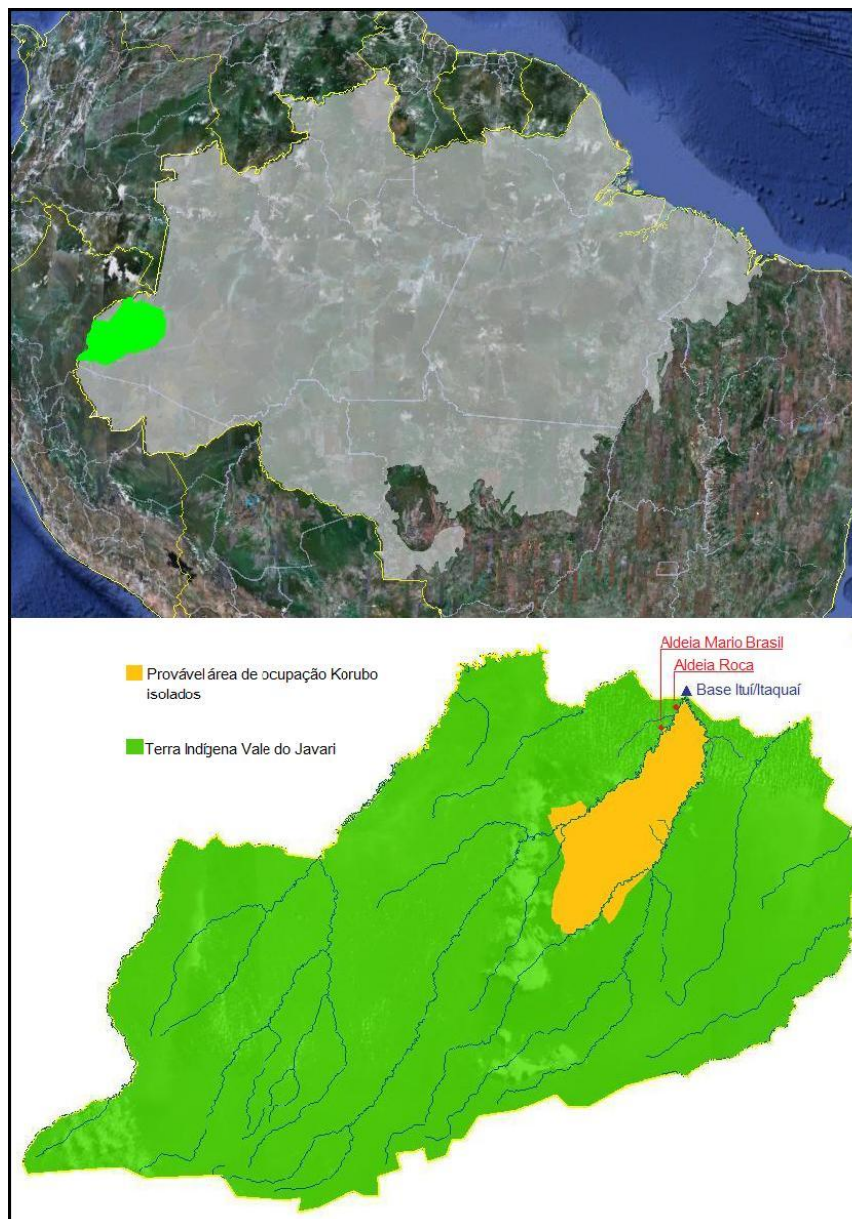 Aldeia Mario Brasil
Aldeia Roca
Base Ituí/Itaquaí
Provável área de ocupação Korubo
isolados
Terra Indígena Vale do Javari